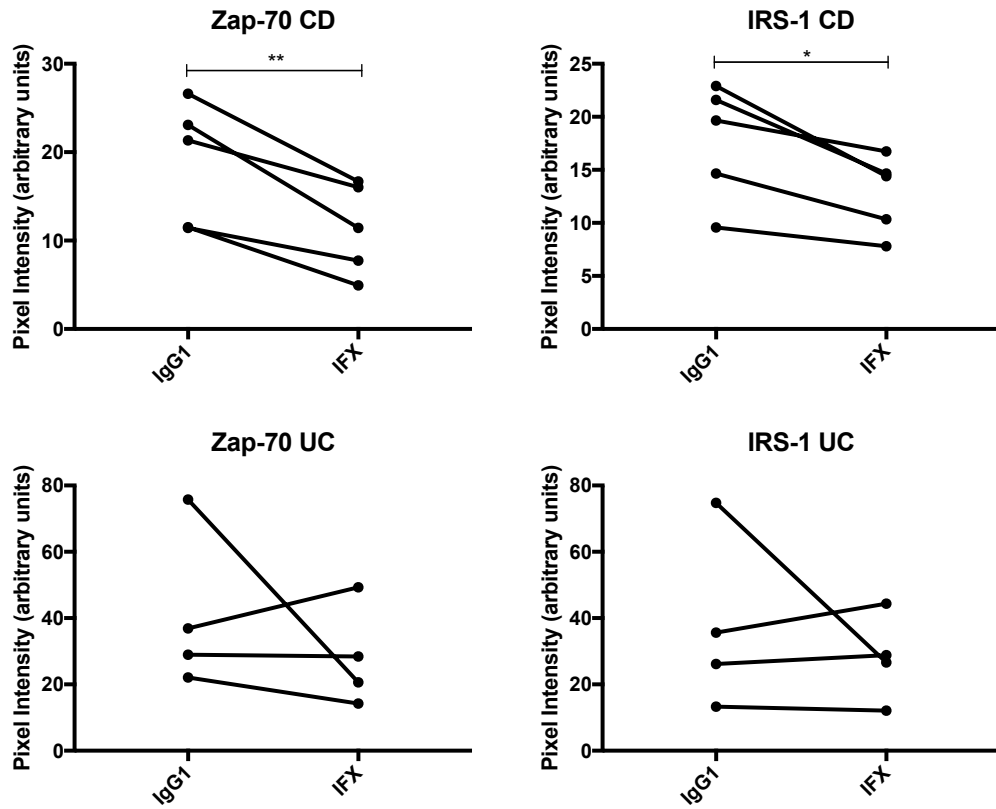 Zap-70 CD
**
Pixel Intensity (arbitrary units)
30
20
10
0
IgG1
IFX
IRS-1 CD
*
Pixel Intensity (arbitrary units)
25
20
15
10
5
0
IgG1
IFX
Zap-70 UC
Pixel Intensity (arbitrary units)
80
60
40
20
0
IgG1
IFX
IRS-1 UC
Pixel Intensity (arbitrary units)
80
60
40
20
0
IgG1
IFX